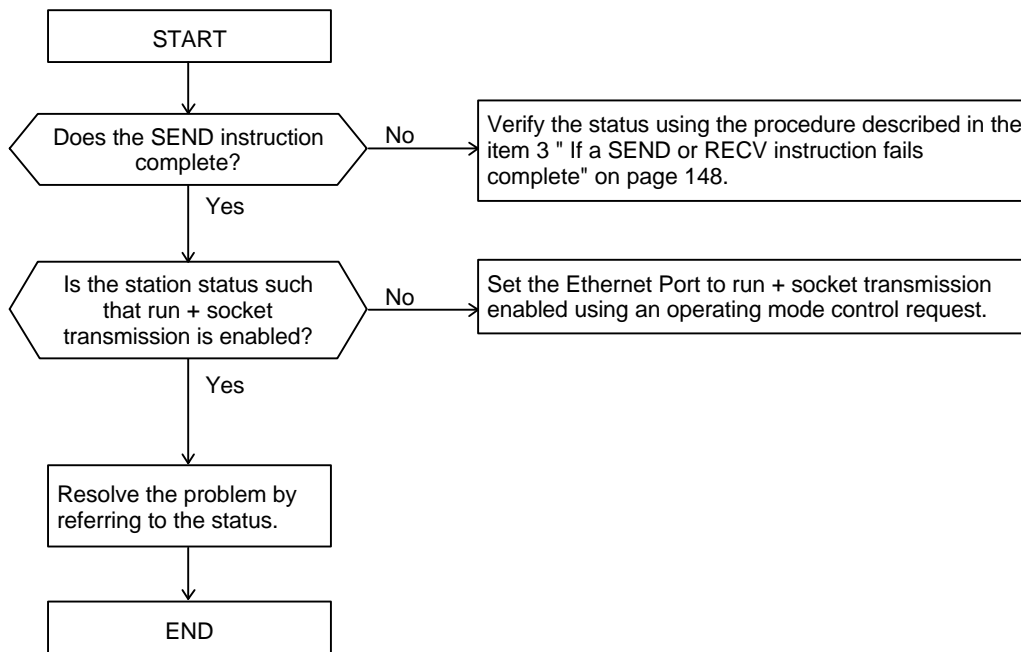 START
Does the SEND instruction
complete?
No
Verify the status using the procedure described in the
item 3 " If a SEND or RECV instruction fails
complete" on page 148.
Yes
Is the station status such
that run + socket
transmission is enabled?
No
Set the Ethernet Port to run + socket transmission
enabled using an operating mode control request.
Yes
Resolve the problem by
referring to the status.
END